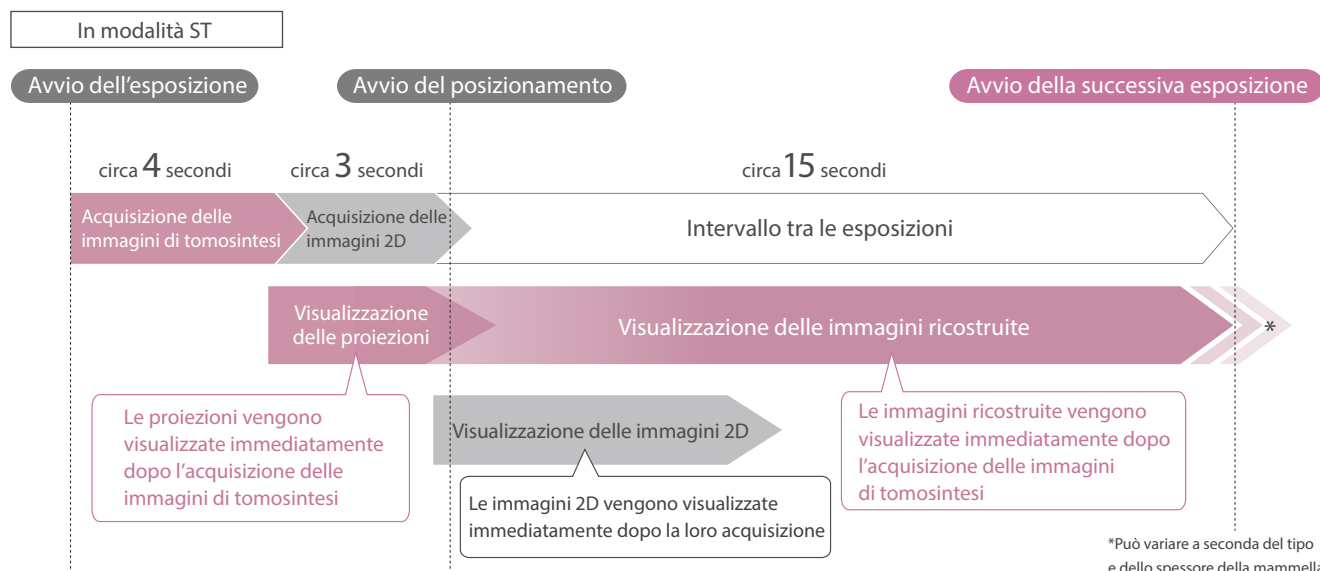 In modalità ST
Avvio dell'esposizione
Avvio del posizionamento
Avvio della successiva esposizione
circa 4 secondi
circa 3 secondi
circa 15 secondi
Acquisizione delle
immagini di tomosintesi
Acquisizione delle
immagini 2D
Intervallo tra le esposizioni
Visualizzazione
delle proiezioni
Visualizzazione delle immagini ricostruite
*
Le proiezioni vengono
visualizzate immediatamente
dopo l'acquisizione delle
immagini di tomosintesi
Visualizzazione delle immagini 2D
Le immagini 2D vengono visualizzate
immediatamente dopo la loro acquisizione
Le immagini ricostruite vengono
visualizzate immediatamente dopo
l'acquisizione delle immagini
di tomosintesi
*Può variare a seconda del tipo
e dello spessore della mammella